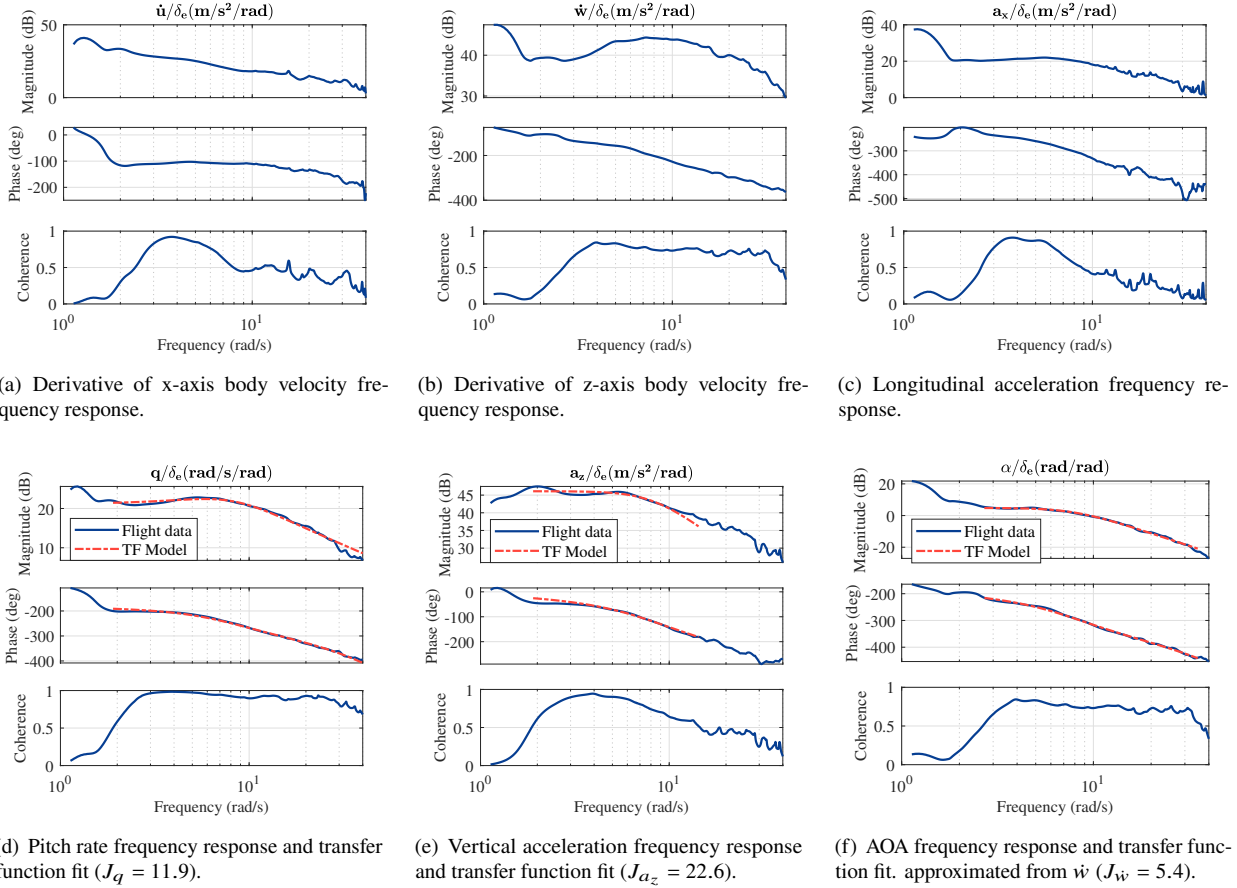 u̇/δₑ(m/s²/rad)
50
0
Magnitude (dB)
0
-100
-200
Phase (deg)
1
0.5
0
Coherence
10⁰ 10¹
Frequency (rad/s)
(a) Derivative of x-axis body velocity fre-
quency response.
ẇ/δₑ(m/s²/rad)
40
30
Magnitude (dB)
-200
-400
Phase (deg)
1
0.5
0
Coherence
10⁰ 10¹
Frequency (rad/s)
(b) Derivative of z-axis body velocity fre-
quency response.
aₓ/δₑ(m/s²/rad)
40
20
0
Magnitude (dB)
-300
-400
-500
Phase (deg)
1
0.5
0
Coherence
10⁰ 10¹
Frequency (rad/s)
(c) Longitudinal acceleration frequency re-
sponse.
q/δₑ(rad/s/rad)
20
10
Magnitude (dB)
Flight data
TF Model
-200
-300
-400
Phase (deg)
1
0.5
0
Coherence
10⁰ 10¹
Frequency (rad/s)
(d) Pitch rate frequency response and transfer
function fit (J_q = 11.9).
a_z/δₑ(m/s²/rad)
45
40
35
30
Magnitude (dB)
Flight data
TF Model
0
-100
-200
Phase (deg)
1
0.5
0
Coherence
10⁰ 10¹
Frequency (rad/s)
(e) Vertical acceleration frequency response
and transfer function fit (J_{a_z} = 22.6).
α/δₑ(rad/rad)
20
0
-20
Magnitude (dB)
Flight data
TF Model
-200
-300
-400
Phase (deg)
1
0.5
0
Coherence
10⁰ 10¹
Frequency (rad/s)
(f) AOA frequency response and transfer func-
tion fit. approximated from ẇ (J_ẇ = 5.4).